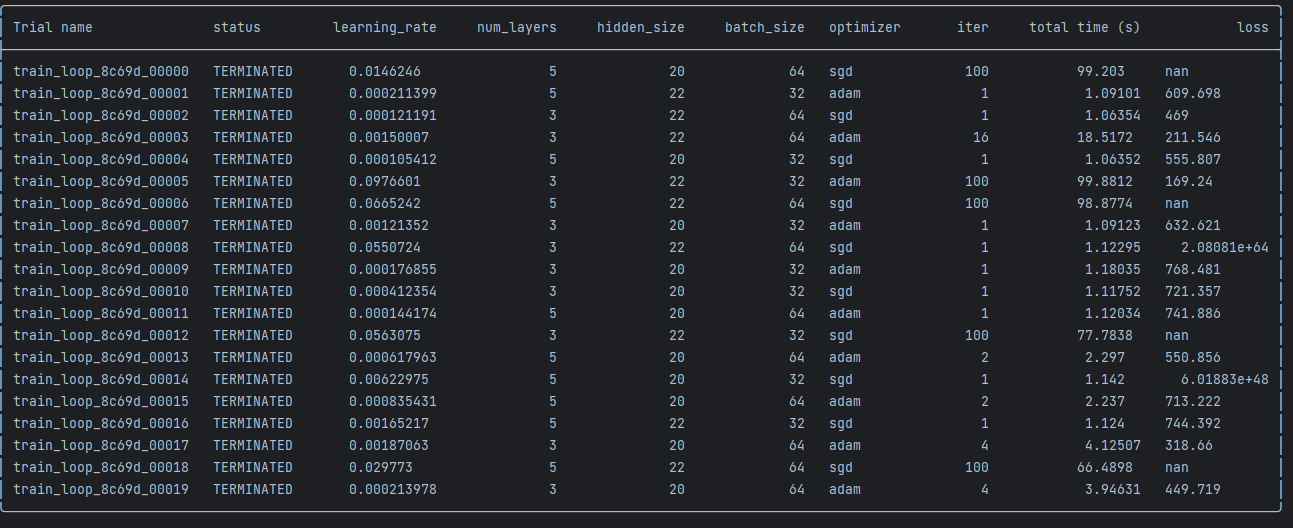 Trial name status learning_rate num_layers hidden_size batch_size optimizer iter total time (s) loss
train_loop_8c69d_00000 TERMINATED 0.0146246 5 20 64 sgd 100 99.203 nan
train_loop_8c69d_00001 TERMINATED 0.000211399 5 22 32 adam 1 1.09101 609.698
train_loop_8c69d_00002 TERMINATED 0.000121191 3 22 64 sgd 1 1.06354 469
train_loop_8c69d_00003 TERMINATED 0.00150007 3 22 64 adam 16 18.5172 211.546
train_loop_8c69d_00004 TERMINATED 0.000105412 5 20 32 sgd 1 1.06352 555.807
train_loop_8c69d_00005 TERMINATED 0.0976601 3 22 32 adam 100 99.8812 169.24
train_loop_8c69d_00006 TERMINATED 0.0665242 5 22 64 sgd 100 98.8774 nan
train_loop_8c69d_00007 TERMINATED 0.00121352 3 20 32 adam 1 1.09123 632.621
train_loop_8c69d_00008 TERMINATED 0.0550724 3 22 64 sgd 1 1.12295 2.08081e+64
train_loop_8c69d_00009 TERMINATED 0.000176855 3 20 32 adam 1 1.18035 768.481
train_loop_8c69d_00010 TERMINATED 0.000412354 3 20 32 sgd 1 1.11752 721.357
train_loop_8c69d_00011 TERMINATED 0.000144174 5 20 64 adam 1 1.12034 741.886
train_loop_8c69d_00012 TERMINATED 0.0563075 3 22 32 sgd 100 77.7838 nan
train_loop_8c69d_00013 TERMINATED 0.000617963 5 20 64 adam 2 2.297 550.856
train_loop_8c69d_00014 TERMINATED 0.00622975 5 20 32 sgd 1 1.142 6.01883e+48
train_loop_8c69d_00015 TERMINATED 0.000835431 5 20 64 adam 2 2.237 713.222
train_loop_8c69d_00016 TERMINATED 0.00165217 5 22 32 sgd 1 1.124 744.392
train_loop_8c69d_00017 TERMINATED 0.00187063 3 20 64 adam 4 4.12507 318.66
train_loop_8c69d_00018 TERMINATED 0.029773 5 22 64 sgd 100 66.4898 nan
train_loop_8c69d_00019 TERMINATED 0.000213978 3 20 64 adam 4 3.94631 449.719